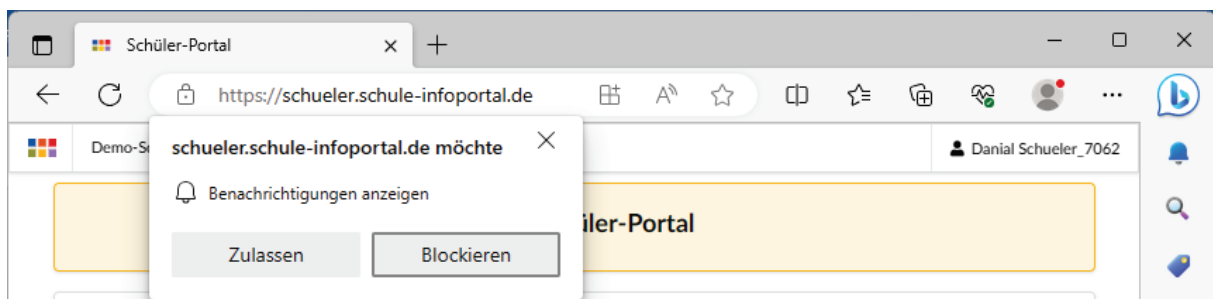 Schüler-Portal
https://schueler.schule-infoportal.de
Demo-S
Danial Schueler_7062
schueler.schule-infoportal.de möchte
Benachrichtigungen anzeigen
Zulassen
Blockieren
üler-Portal